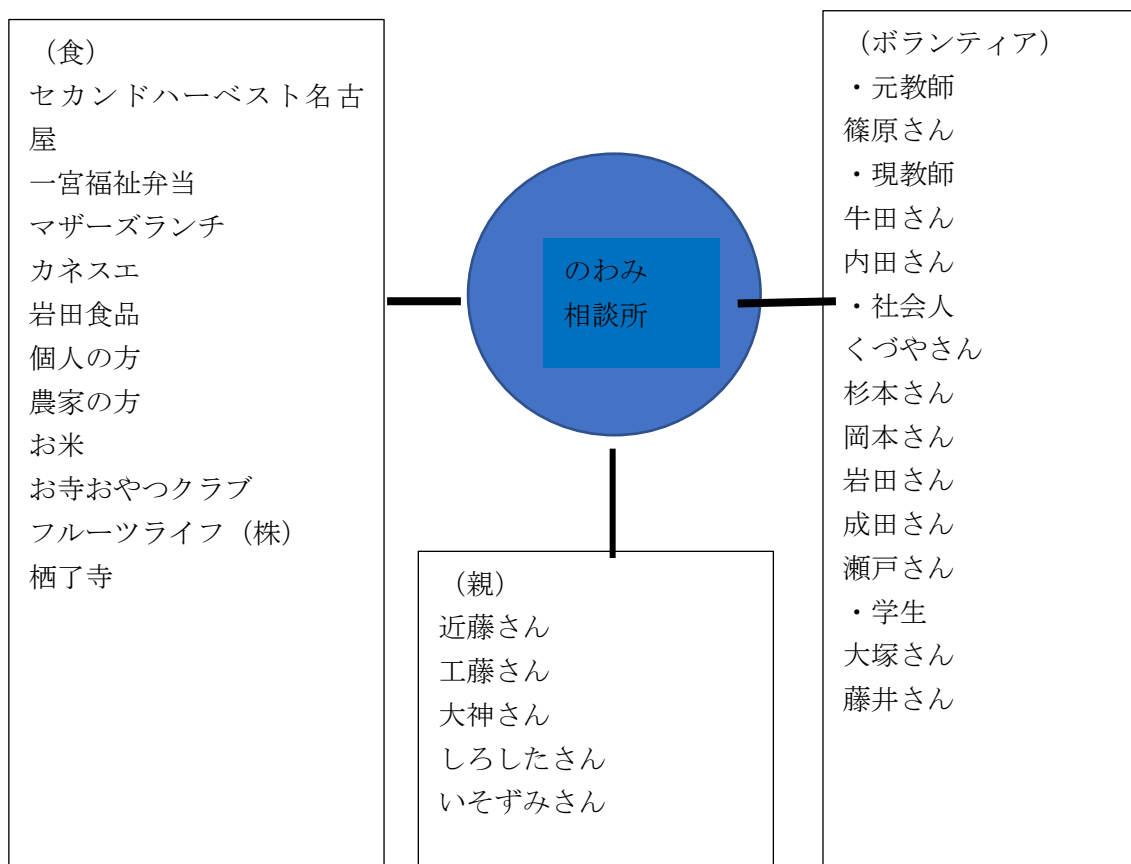 （食）
セカンドハーベスト名古
屋
一宮福祉弁当
マザーズランチ
カネスエ
岩田食品
個人の方
農家の方
お米
お寺おやつクラブ
フルーツライフ（株）
栖了寺
のわみ
相談所
（親）
近藤さん
工藤さん
大神さん
しろしたさん
いそずみさん
（ボランティア）
・元教師
篠原さん
・現教師
牛田さん
内田さん
・社会人
くづやさん
杉本さん
岡本さん
岩田さん
成田さん
瀬戸さん
・学生
大塚さん
藤井さん